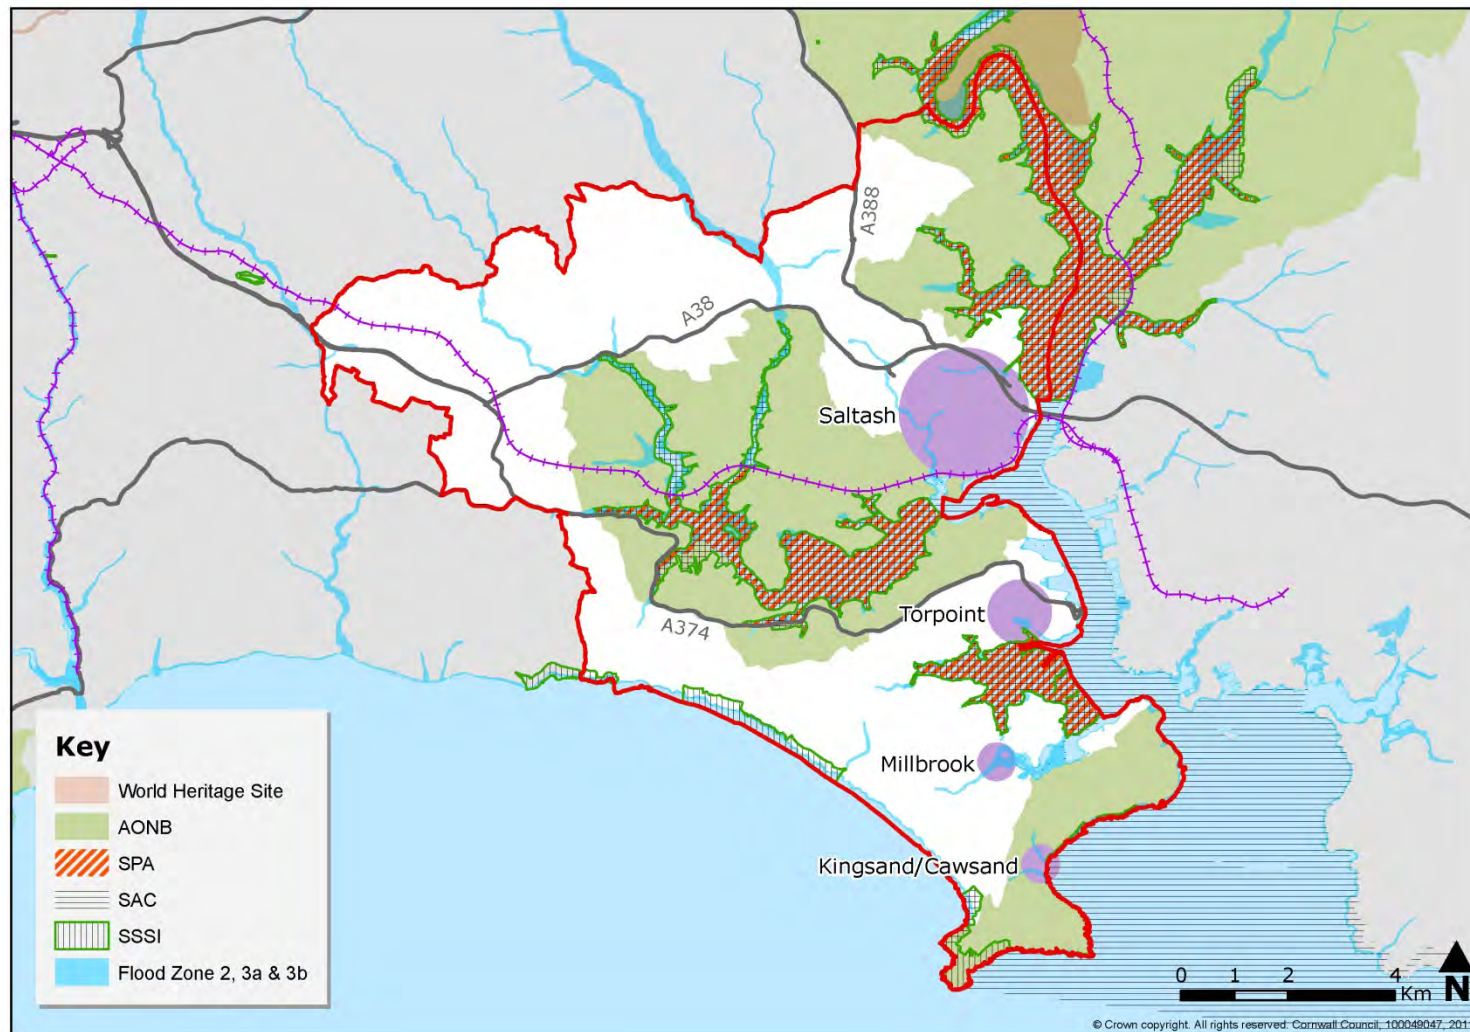 A388
A38
Saltash
Torpoint
A374
Millbrook
Kingsand/Cawsand
Key
World Heritage Site
AONB
SPA
SAC
SSSI
Flood Zone 2, 3a & 3b
0 1 2 4
Km
N
© Crown copyright. All rights reserved. Cornwall Council, 100049047, 201